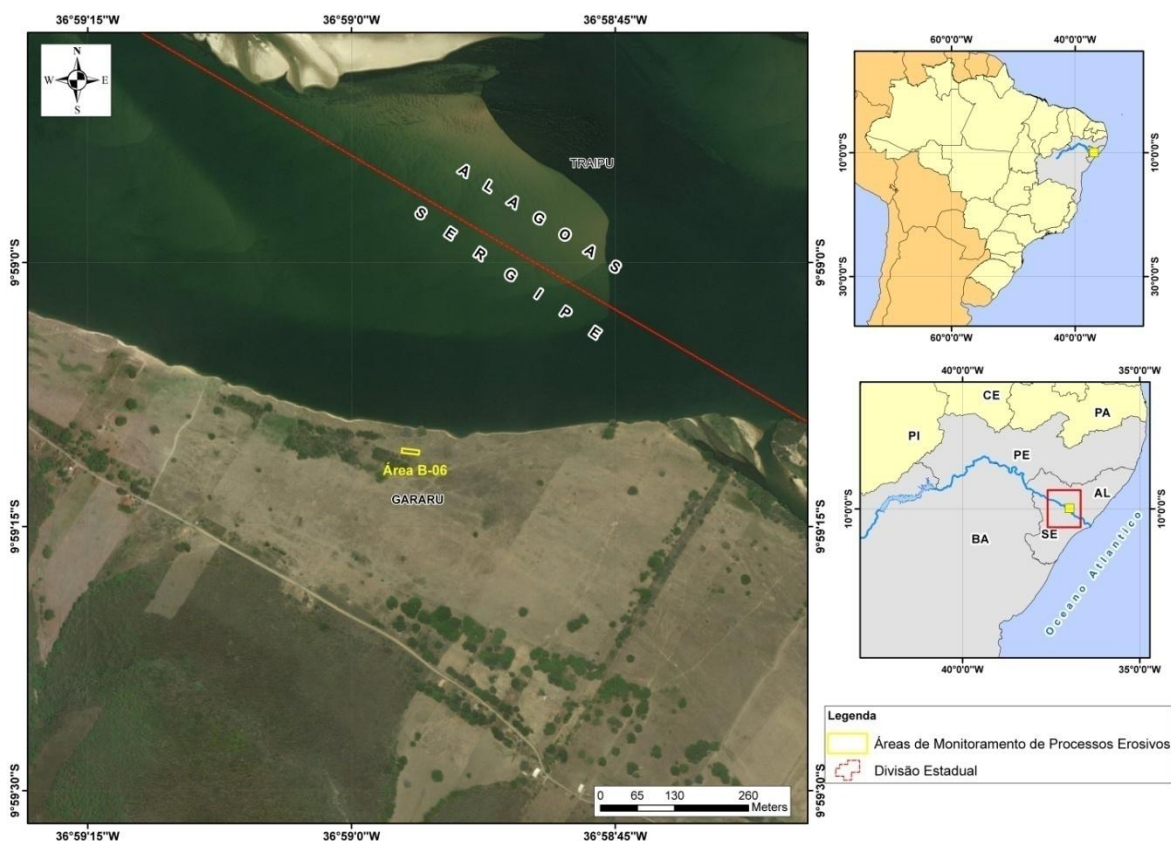 36°59'15"W 36°59'0"W 36°58'45"W
N
W E
S
TRAIPU
ALAGOAS
SERGIPE
9°59'0"S 9°59'0"S
Área B-06
GARARU
9°59'15"S 9°59'15"S
9°59'30"S 9°59'30"S
0 65 130 260
Meters
36°59'15"W 36°59'0"W 36°58'45"W
60°0'0"W 40°0'0"W
10°0'0"S 10°0'0"S
30°0'0"S 30°0'0"S
60°0'0"W 40°0'0"W
40°0'0"W 35°0'0"W
CE
PA
PI
PE
AL
10°0'0"S 10°0'0"S
SE
BA
Oceano Atlantico
40°0'0"W 35°0'0"W
Legenda
Áreas de Monitoramento de Processos Erosivos
Divisão Estadual